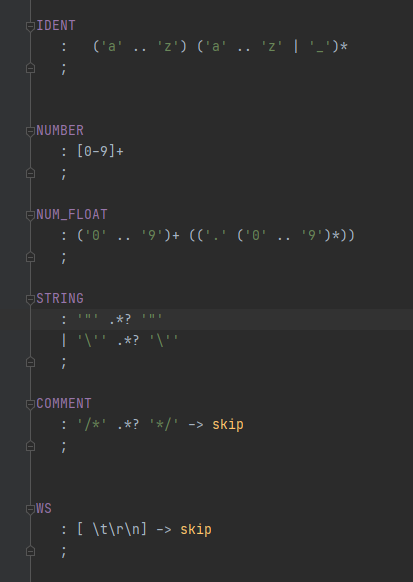 IDENT
:   ('a' .. 'z') ('a' .. 'z' | '_')*
;
NUMBER
: [0-9]+
;
NUM_FLOAT
: ('0' .. '9')+ (('.' ('0' .. '9')*))
;
STRING
: '"' .*? '"'
| '\'' .*? '\''
;
COMMENT
: '/*' .*? '*/' -> skip
;
WS
: [ \t\r\n] -> skip
;